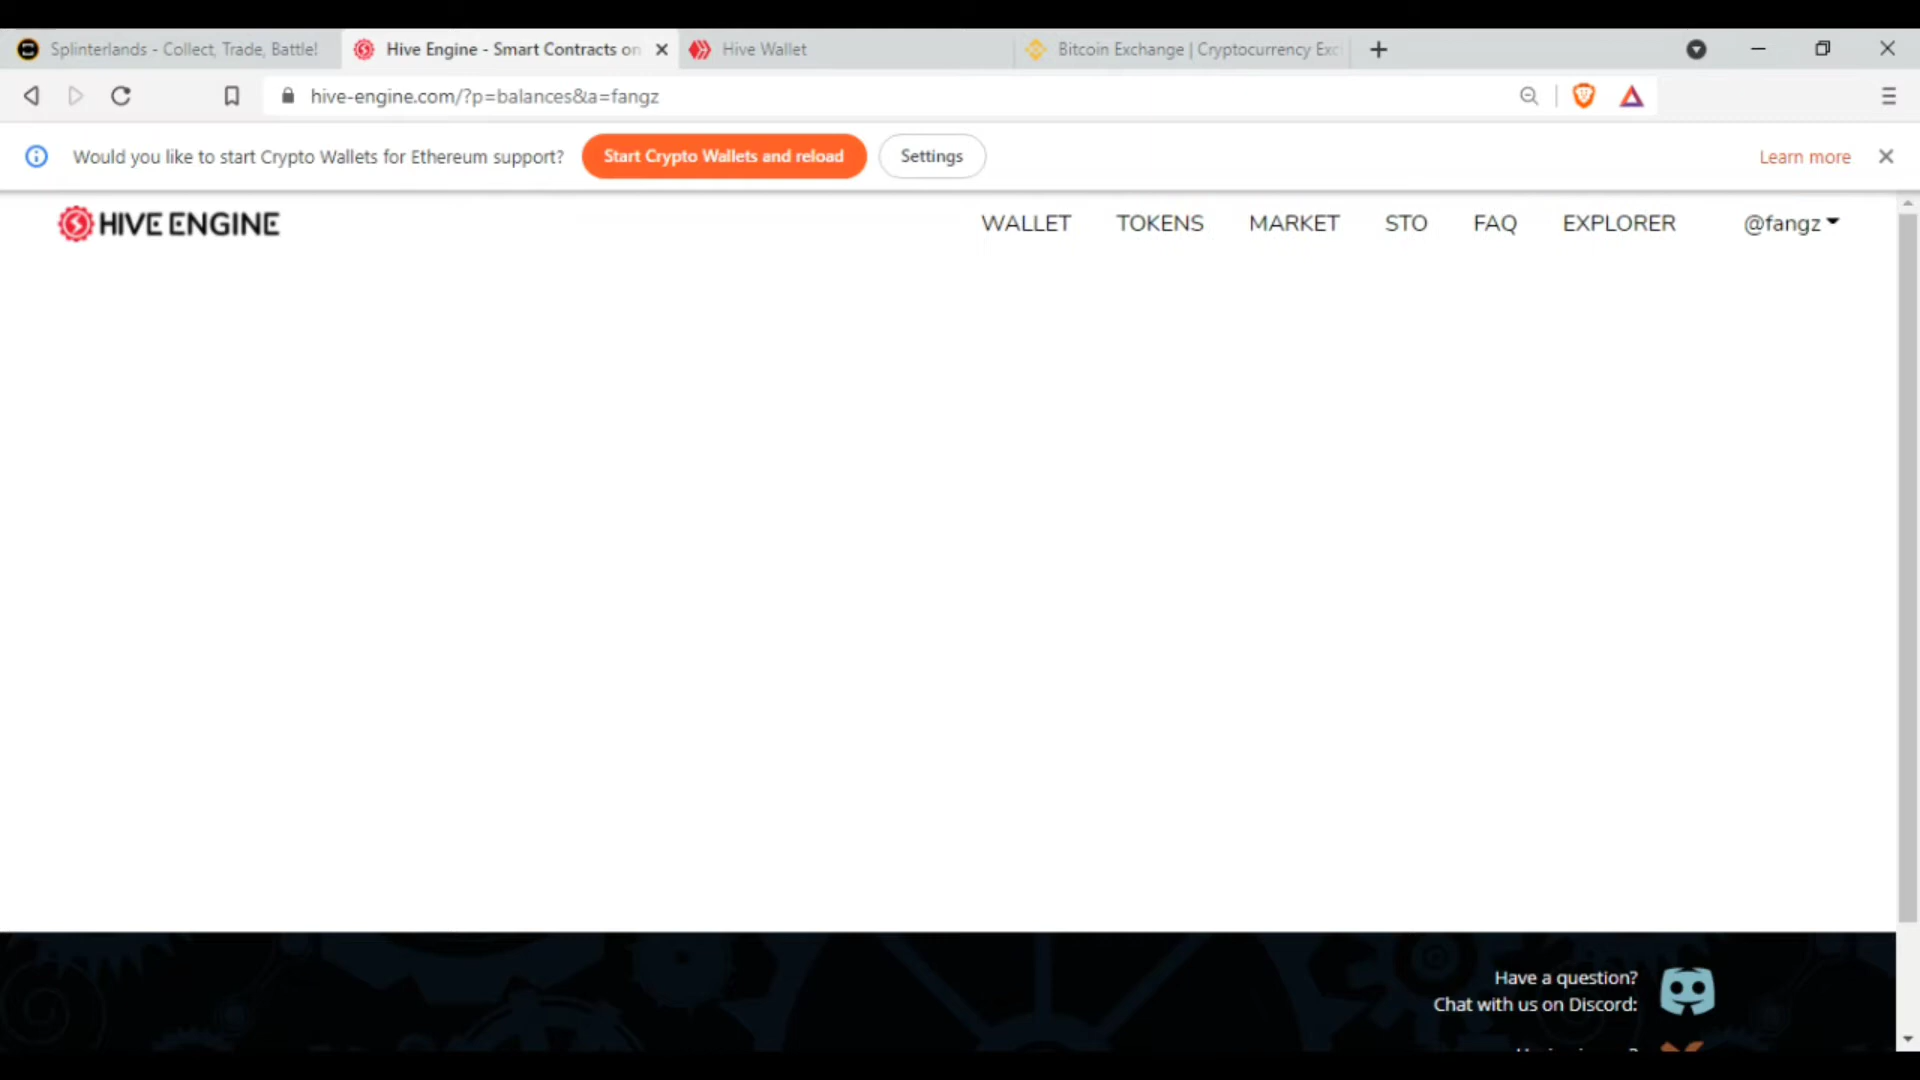 Splinterlands - Collect, Trade, Battle!
Hive Engine - Smart Contracts on
Hive Wallet
Bitcoin Exchange | Cryptocurrency Exc
hive-engine.com/?p=balances&a=fangz
Would you like to start Crypto Wallets for Ethereum support?
Start Crypto Wallets and reload
Settings
Learn more
HIVE ENGINE
WALLET
TOKENS
MARKET
STO
FAQ
EXPLORER
@fangz
Have a question?
Chat with us on Discord: